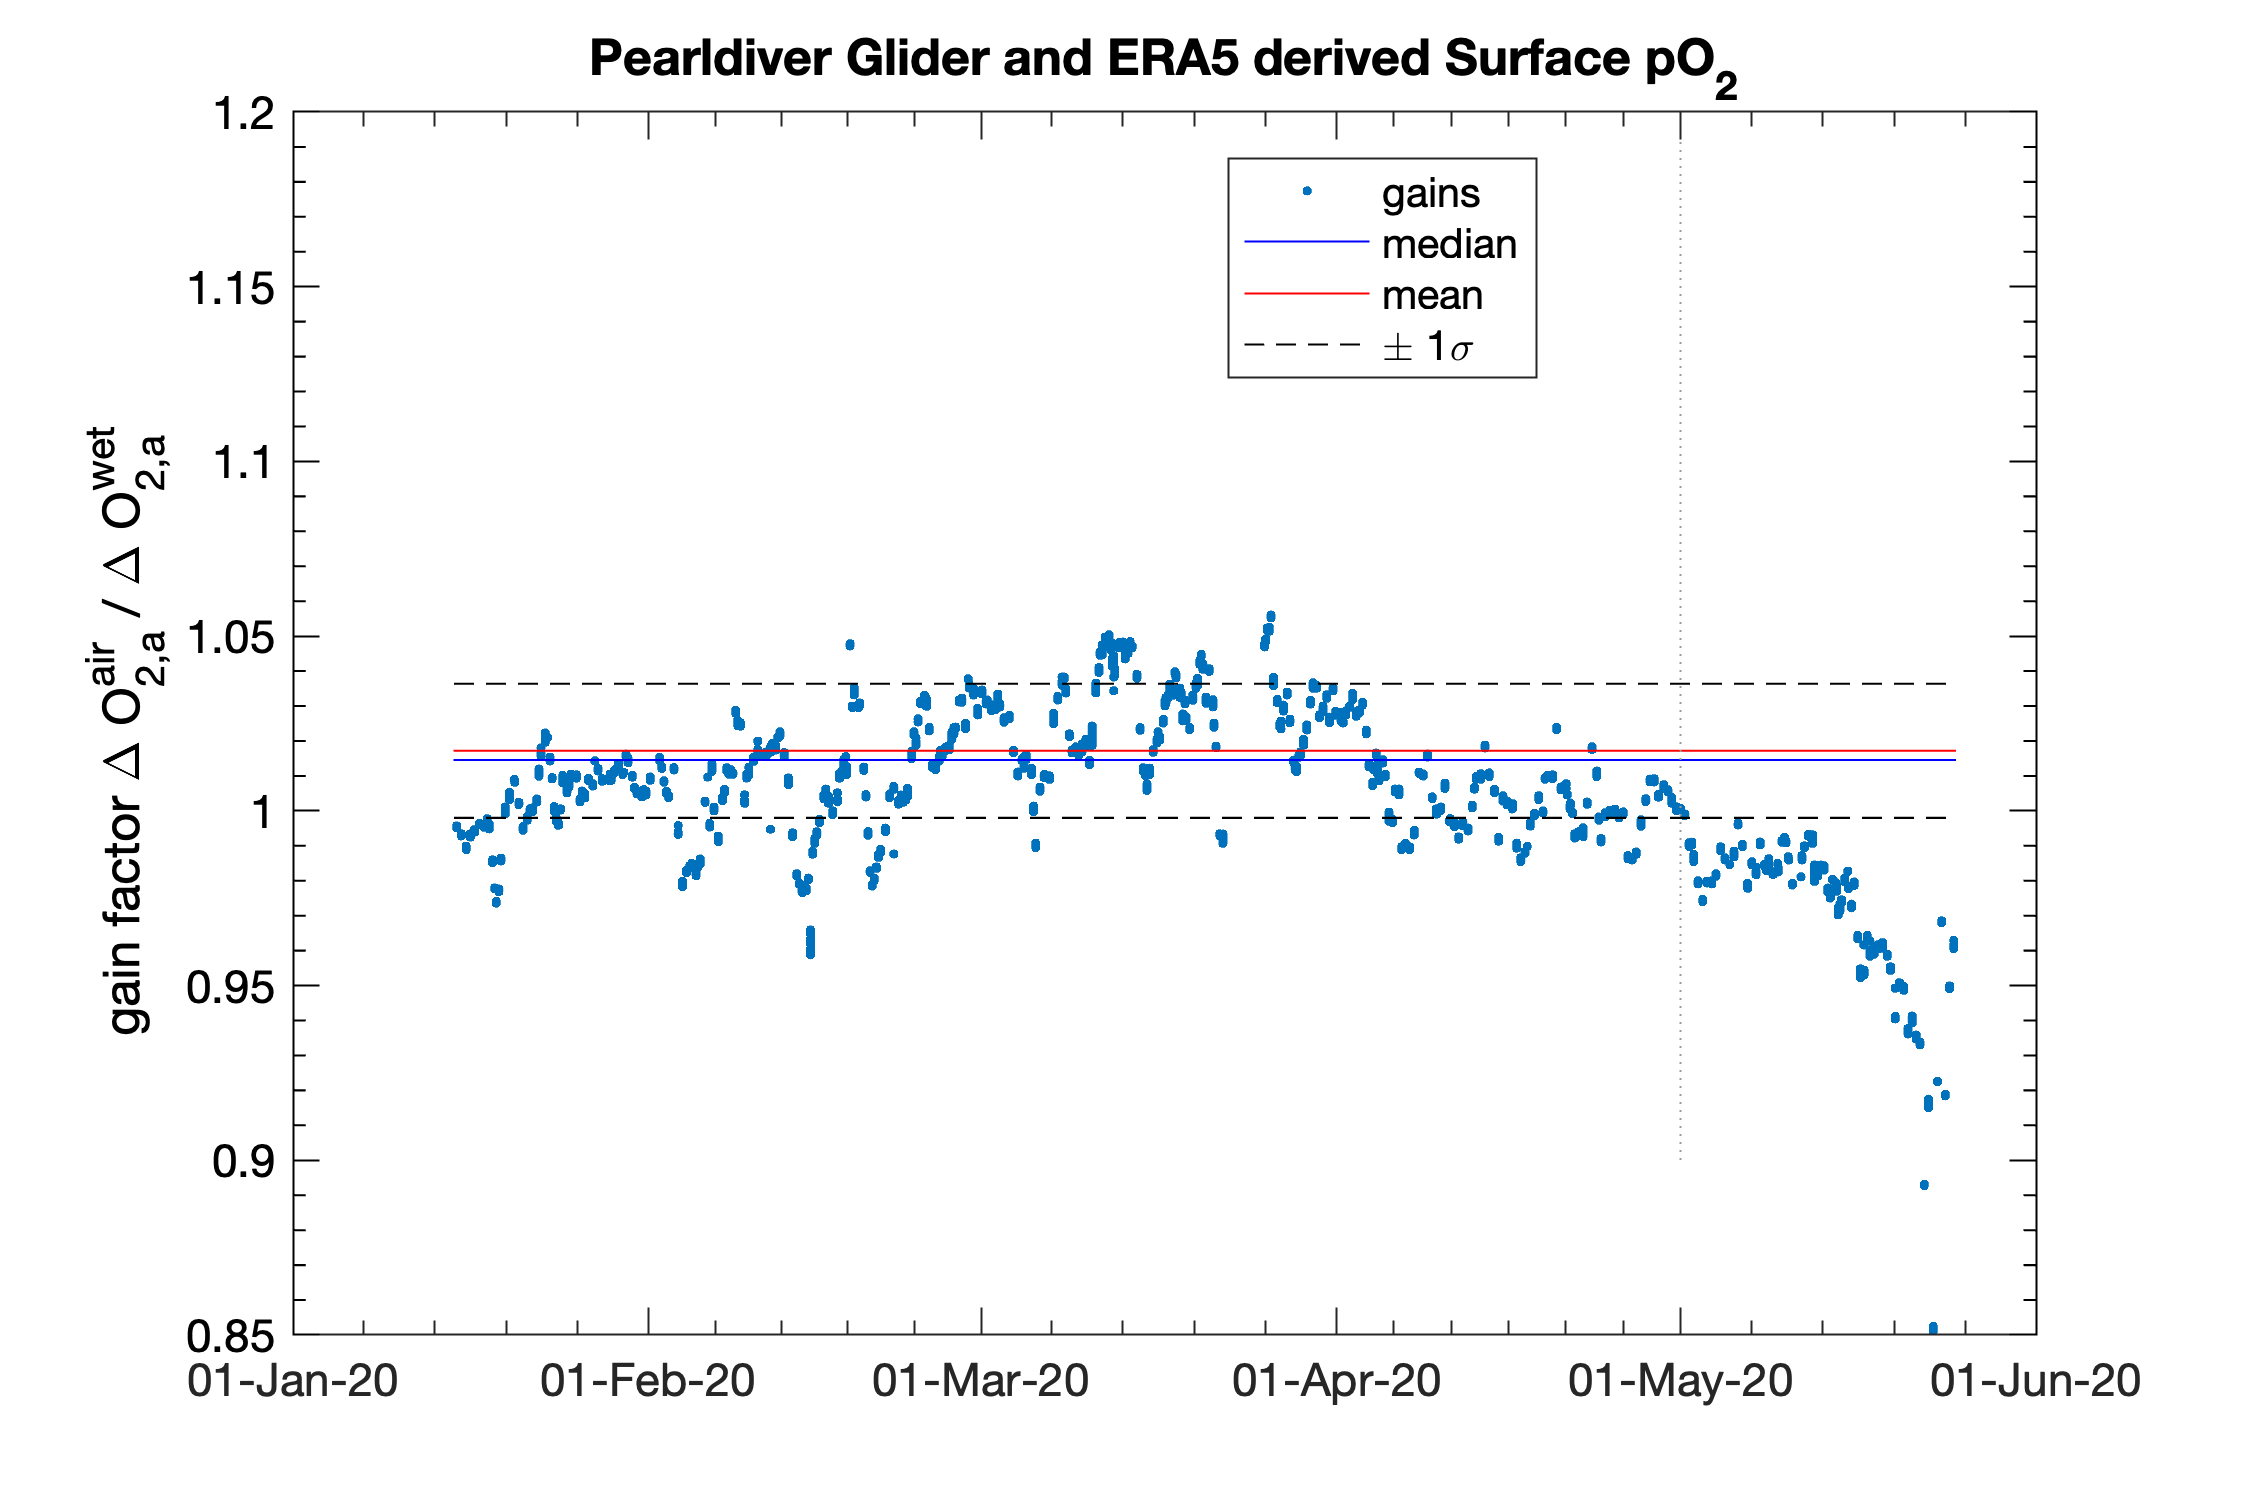 Pearldiver Glider and ERA5 derived Surface pO2
gain factor Δ O2,a^air / Δ O2,a^wet
1.2
1.15
1.1
1.05
1
0.95
0.9
0.85
gains
median
mean
± 1σ
01-Jan-20
01-Feb-20
01-Mar-20
01-Apr-20
01-May-20
01-Jun-20